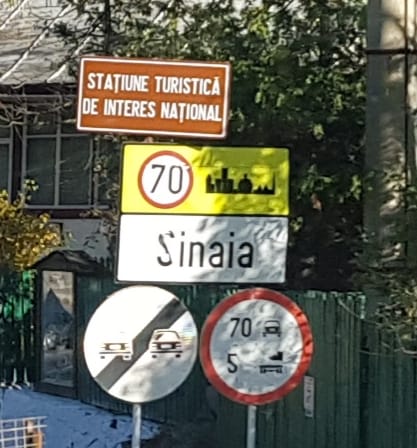 STAȚIUNE TURISTICĂ
DE INTERES NAȚIONAL
70
Sinaia
70
5